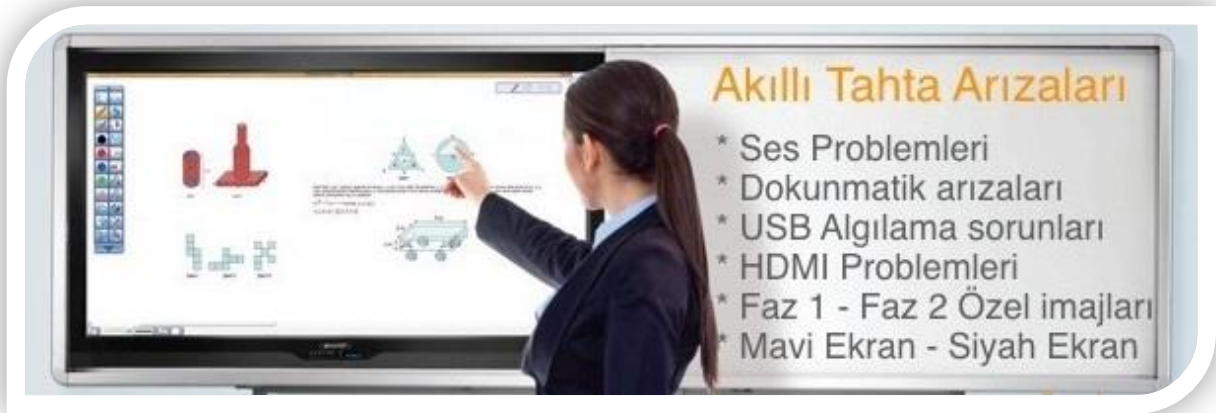 Akıllı Tahta Arızaları
* Ses Problemleri
* Dokunmatik arızaları
* USB Algılama sorunları
* HDMI Problemleri
* Faz 1 - Faz 2 Özel imajları
* Mavi Ekran - Siyah Ekran